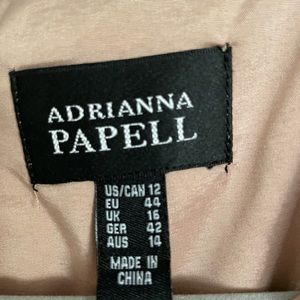 ADRIANNA
PAPELL
US/CAN 12
EU 44
UK 16
GER 42
AUS 14
MADE IN
CHINA